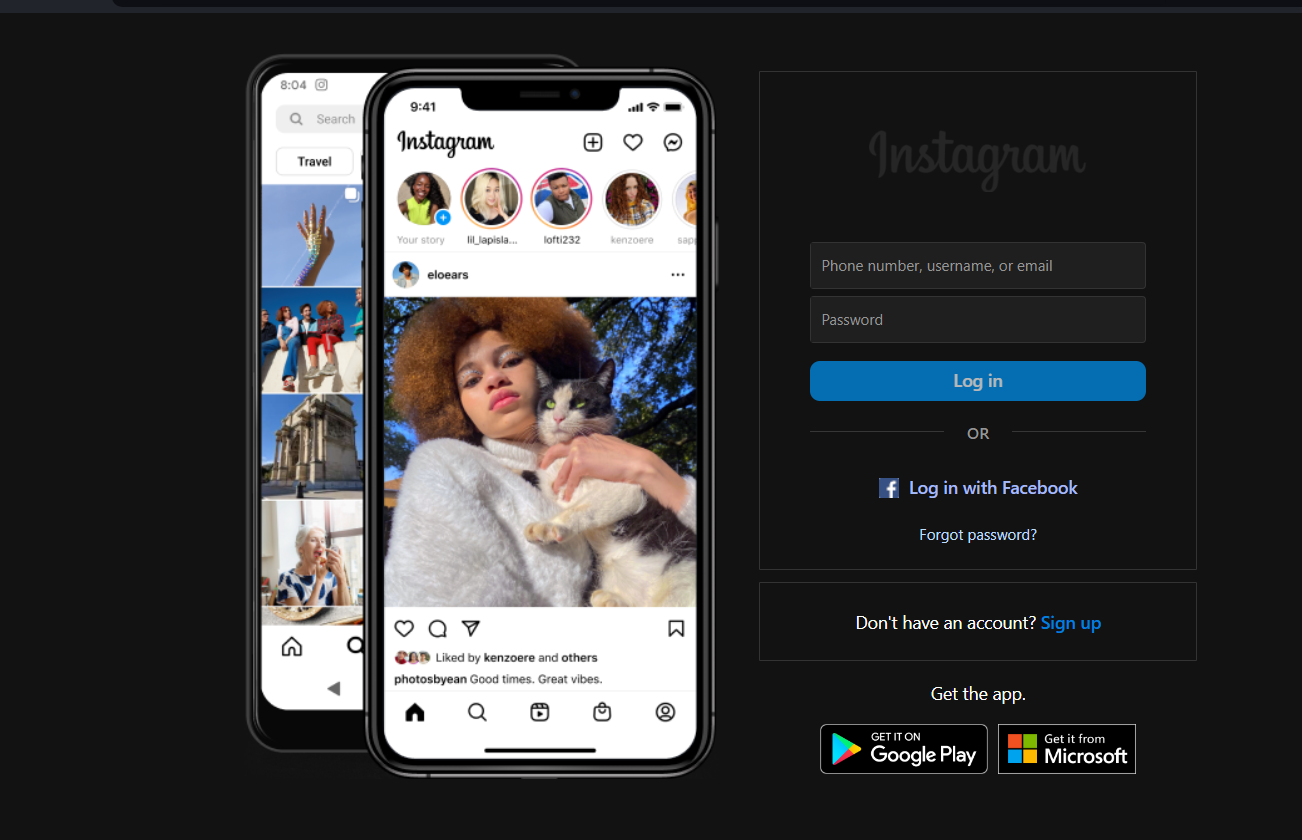 8:04
Search
Travel
9:41
Instagram
Your story
lil_lapisla...
lofti232
kenzoere
sap
eloears
Liked by kenzoere and others
photosbyean Good times. Great vibes.
Instagram
Phone number, username, or email
Password
Log in
OR
Log in with Facebook
Forgot password?
Don't have an account? Sign up
Get the app.
GET IT ON
Google Play
Get it from
Microsoft